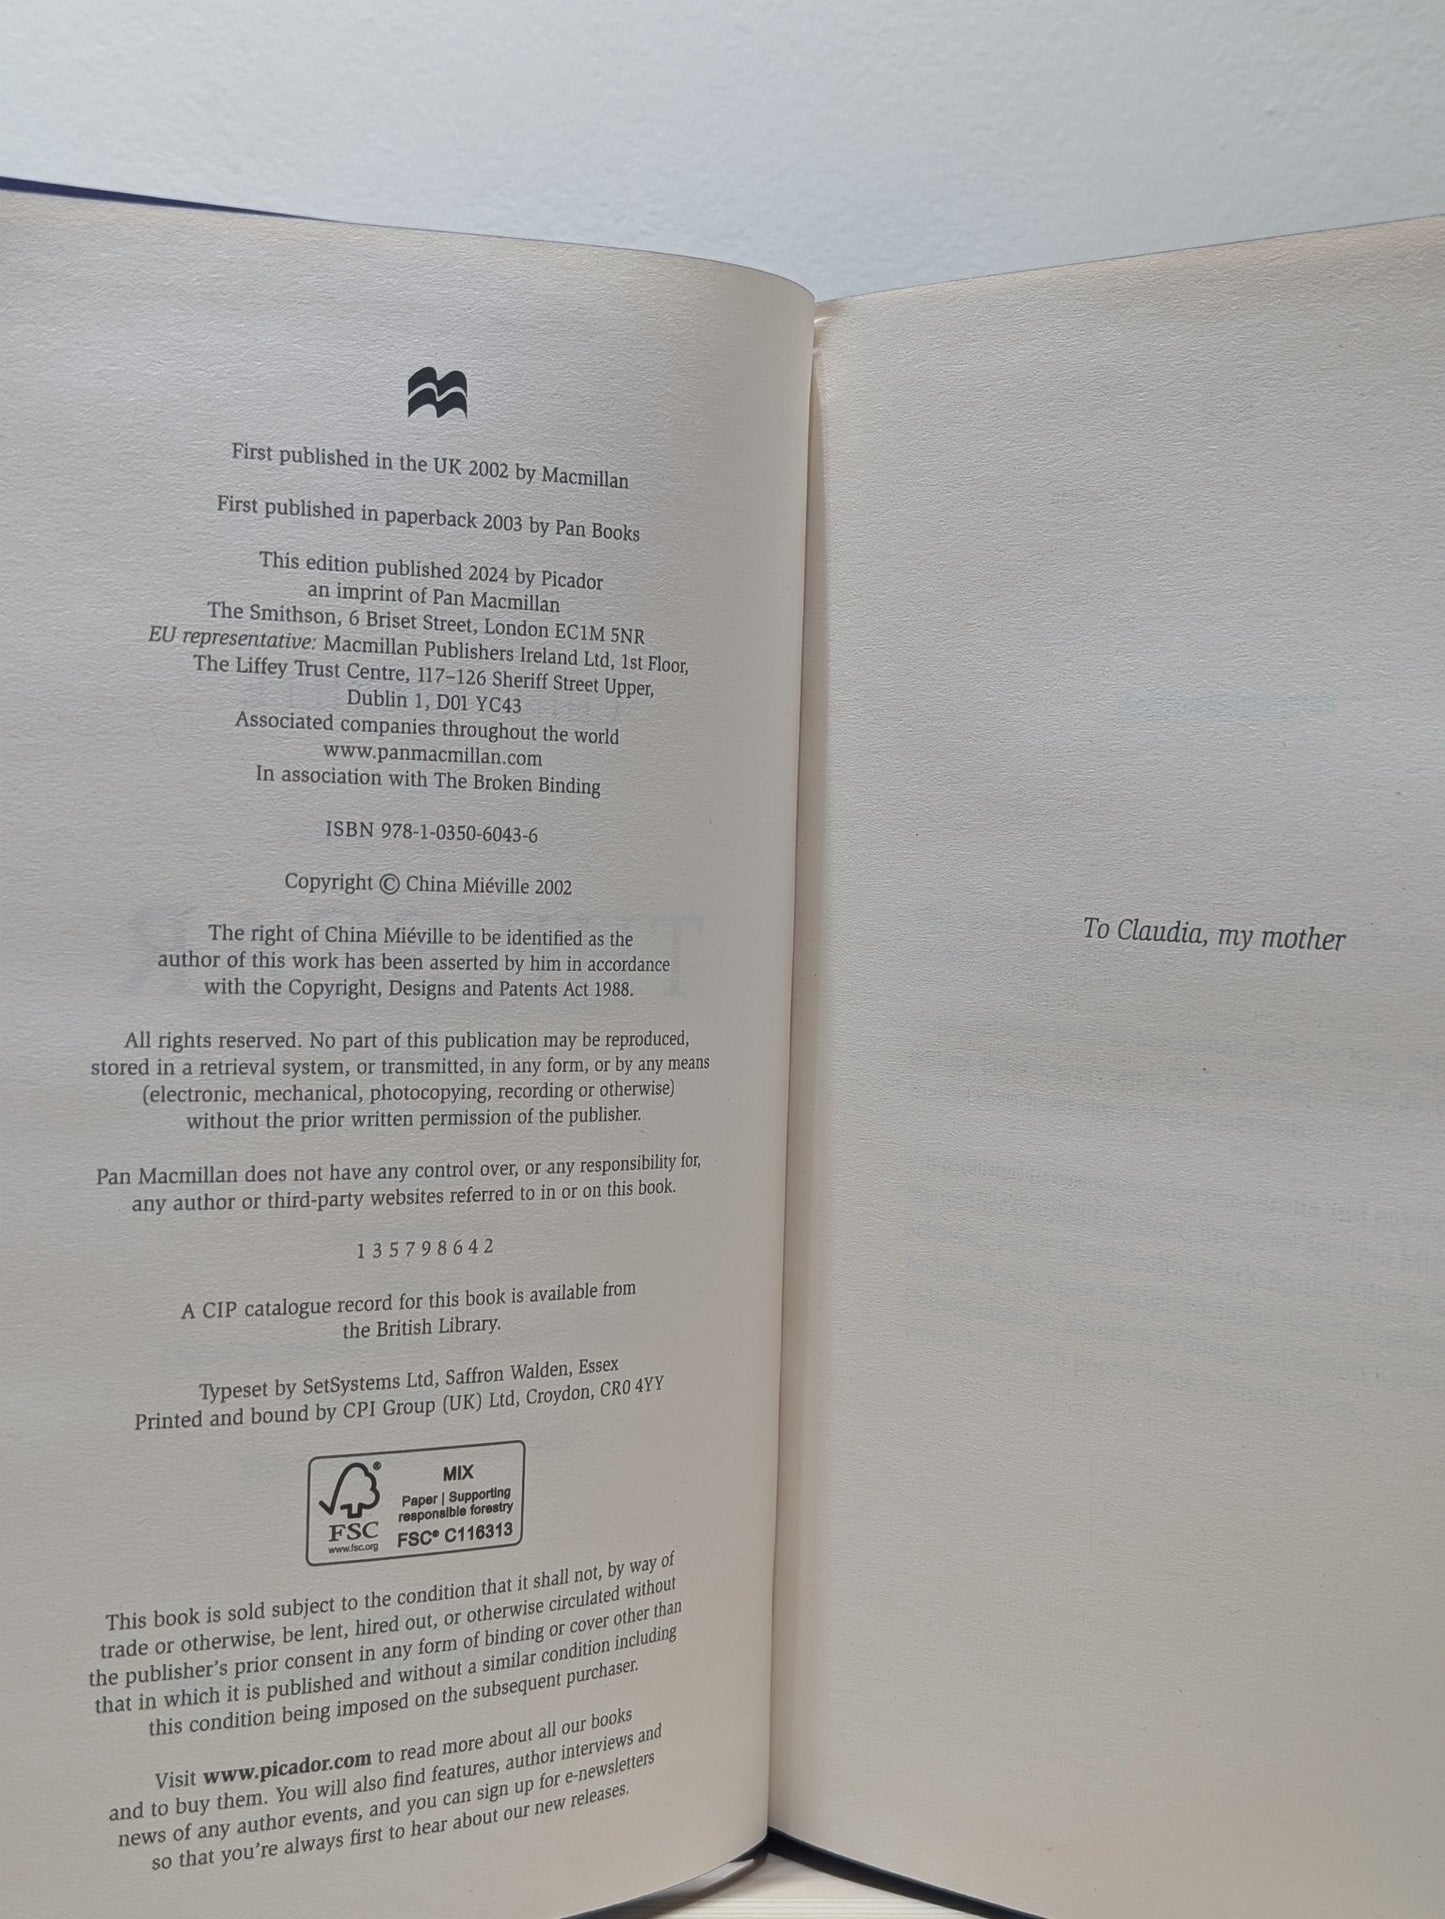 First published in the UK 2002 by Macmillan
First published in paperback 2003 by Pan Books
This edition published 2024 by Picador
an imprint of Pan Macmillan
The Smithson, 6 Briset Street, London EC1M 5NR
EU representative: Macmillan Publishers Ireland Ltd, 1st Floor,
The Liffey Trust Centre, 117–126 Sheriff Street Upper,
Dublin 1, D01 YC43
Associated companies throughout the world
www.panmacmillan.com
In association with The Broken Binding
ISBN 978-1-0350-6043-6
Copyright © China Miéville 2002
The right of China Miéville to be identified as the
author of this work has been asserted by him in accordance
with the Copyright, Designs and Patents Act 1988.
All rights reserved. No part of this publication may be reproduced,
stored in a retrieval system, or transmitted, in any form, or by any means
(electronic, mechanical, photocopying, recording or otherwise)
without the prior written permission of the publisher.
Pan Macmillan does not have any control over, or any responsibility for,
any author or third-party websites referred to in or on this book.
1 3 5 7 9 8 6 4 2
A CIP catalogue record for this book is available from
the British Library.
Typeset by SetSystems Ltd, Saffron Walden, Essex
Printed and bound by CPI Group (UK) Ltd, Croydon, CR0 4YY
FSC
www.fsc.org
MIX
Paper | Supporting
responsible forestry
FSC® C116313
This book is sold subject to the condition that it shall not, by way of
trade or otherwise, be lent, hired out, or otherwise circulated without
the publisher's prior consent in any form of binding or cover other than
that in which it is published and without a similar condition including
this condition being imposed on the subsequent purchaser.
Visit www.picador.com to read more about all our books
and to buy them. You will also find features, author interviews and
news of any author events, and you can sign up for e-newsletters
so that you're always first to hear about our new releases.
To Claudia, my mother